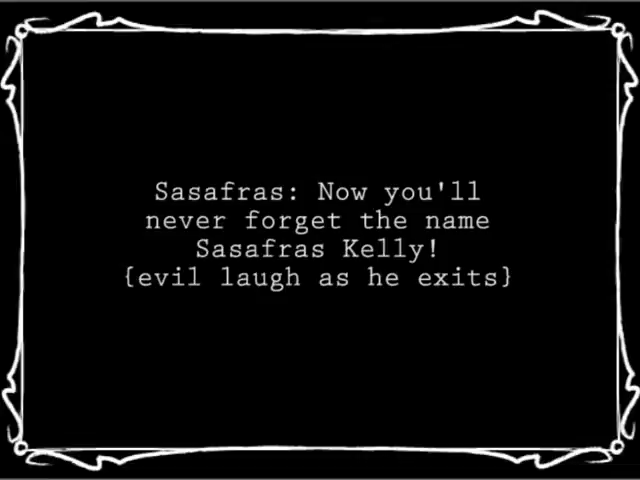 Sasafras: Now you'll
never forget the name
Sasafras Kelly!
{evil laugh as he exits}